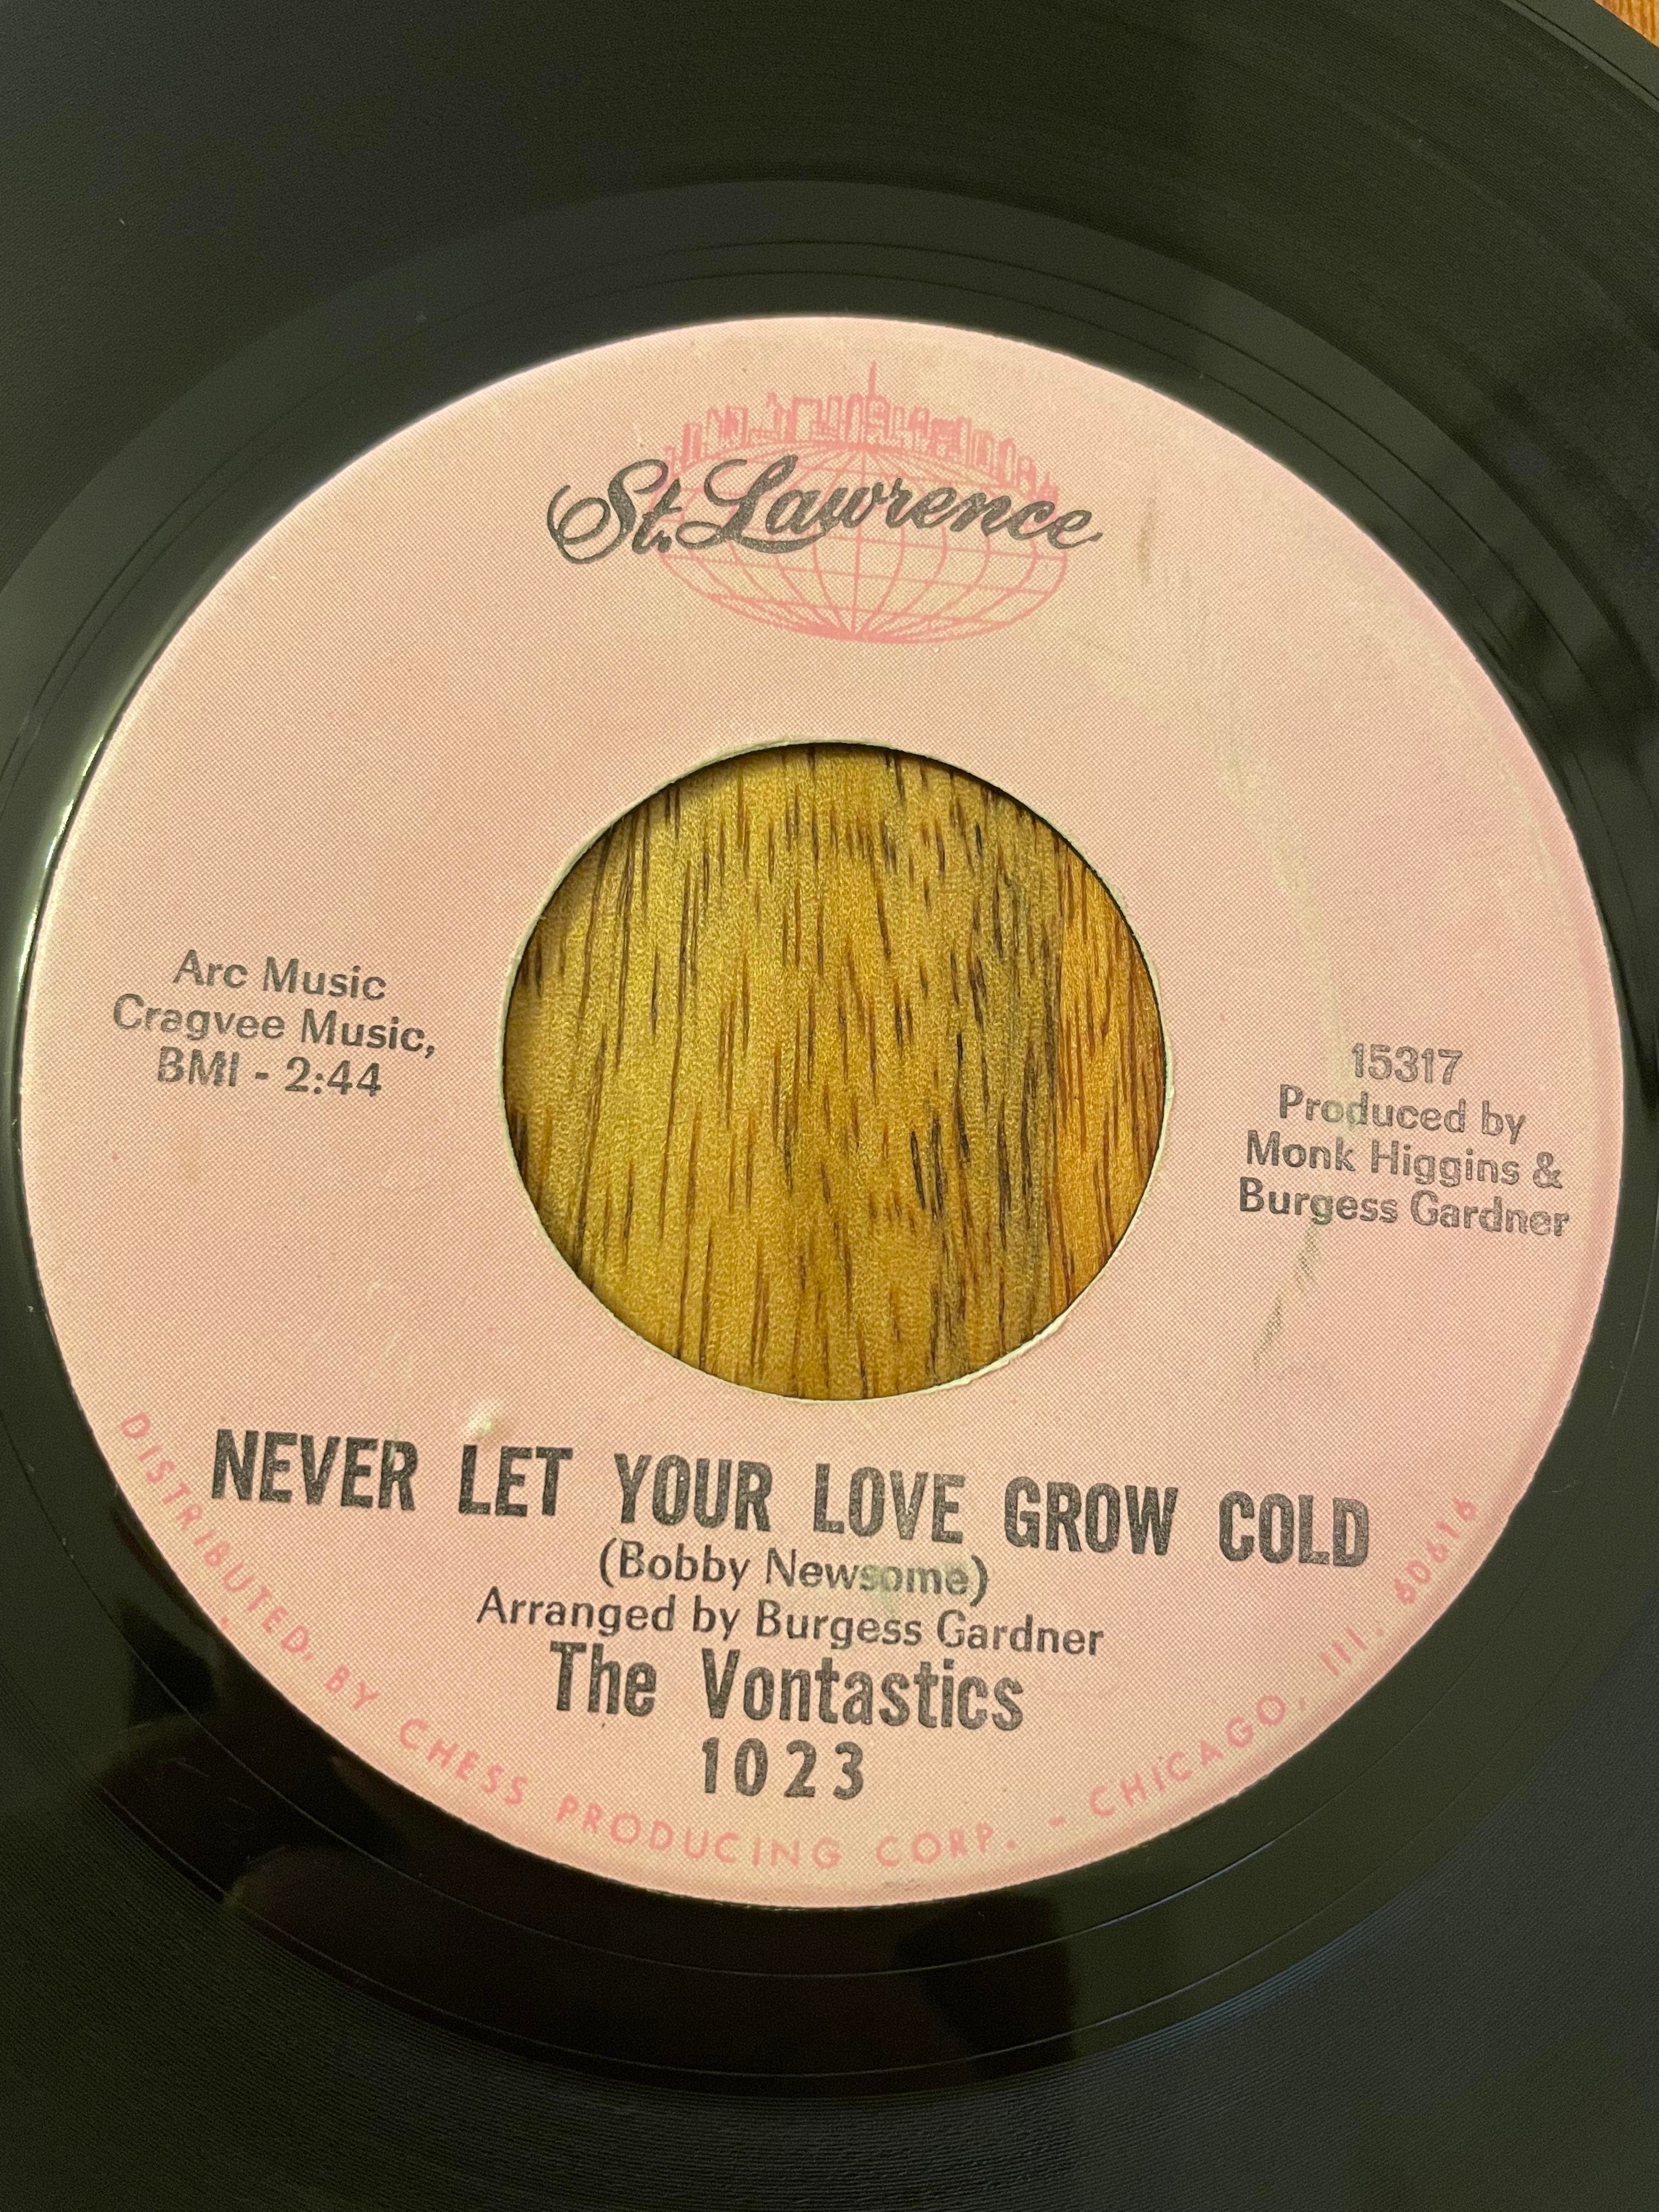 St. Lawrence
Arc Music
Cragvee Music,
BMI - 2:44
15317
Produced by
Monk Higgins &
Burgess Gardner
NEVER LET YOUR LOVE GROW COLD
(Bobby Newsome)
Arranged by Burgess Gardner
The Vontastics
1023
DISTRIBUTED. BY CHESS PRODUCING CORP. - CHICAGO, Ill. 60616